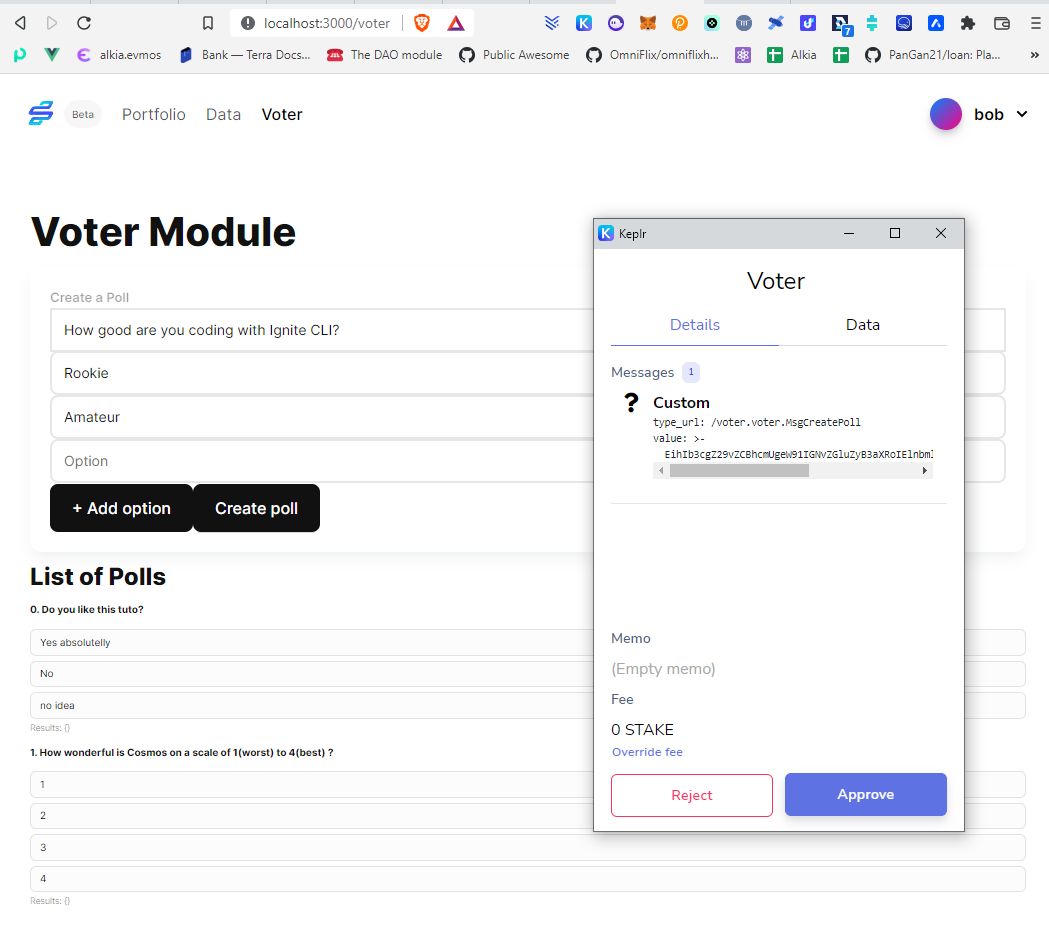 localhost:3000/voter
7
alkia.evmos
Bank — Terra Docs...
The DAO module
Public Awesome
OmniFlix/omniflixh...
Alkia
PanGan21/loan: Pla...
»
Beta
Portfolio
Data
Voter
bob
Voter Module
Create a Poll
How good are you coding with Ignite CLI?
Rookie
Amateur
Option
+ Add option
Create poll
List of Polls
0. Do you like this tuto?
Yes absolutelly
No
no idea
Results: {}
1. How wonderful is Cosmos on a scale of 1(worst) to 4(best) ?
1
2
3
4
Results: {}
K Keplr
Voter
Details
Data
Messages 1
? Custom
type_url: /voter.voter.MsgCreatePoll
value: >-
EihIb3cgZ29vZCBhcmUgeW91IGNvZGluZyB3aXRoIElnbml
Memo
(Empty memo)
Fee
0 STAKE
Override fee
Reject
Approve